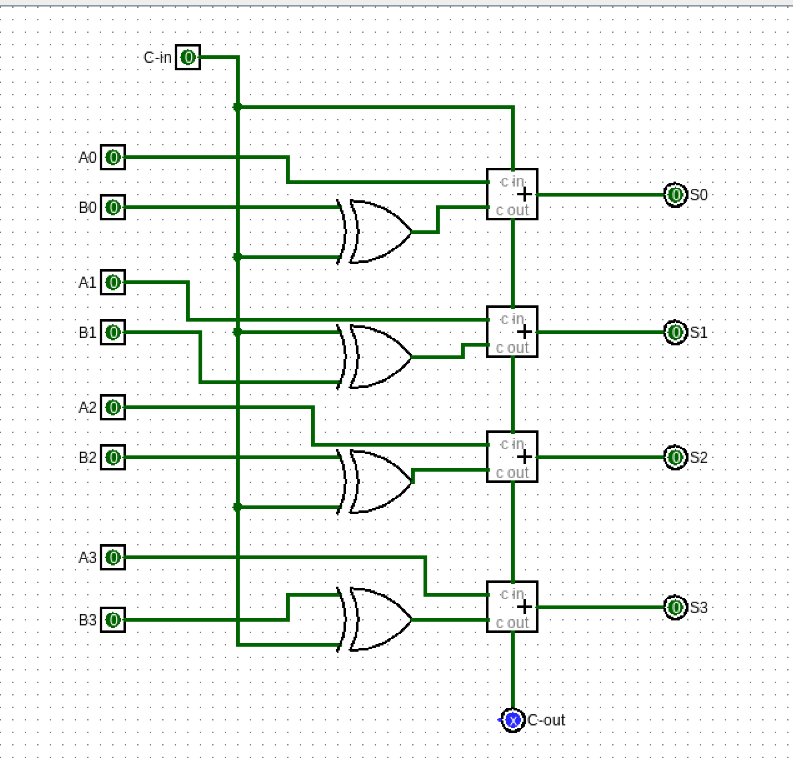 C-in 0
A0 0
c in
+
c out
0 S0
B0 0
A1 0
c in
+
c out
0 S1
B1 0
A2 0
c in
+
c out
0 S2
B2 0
A3 0
c in
+
c out
0 S3
B3 0
x C-out